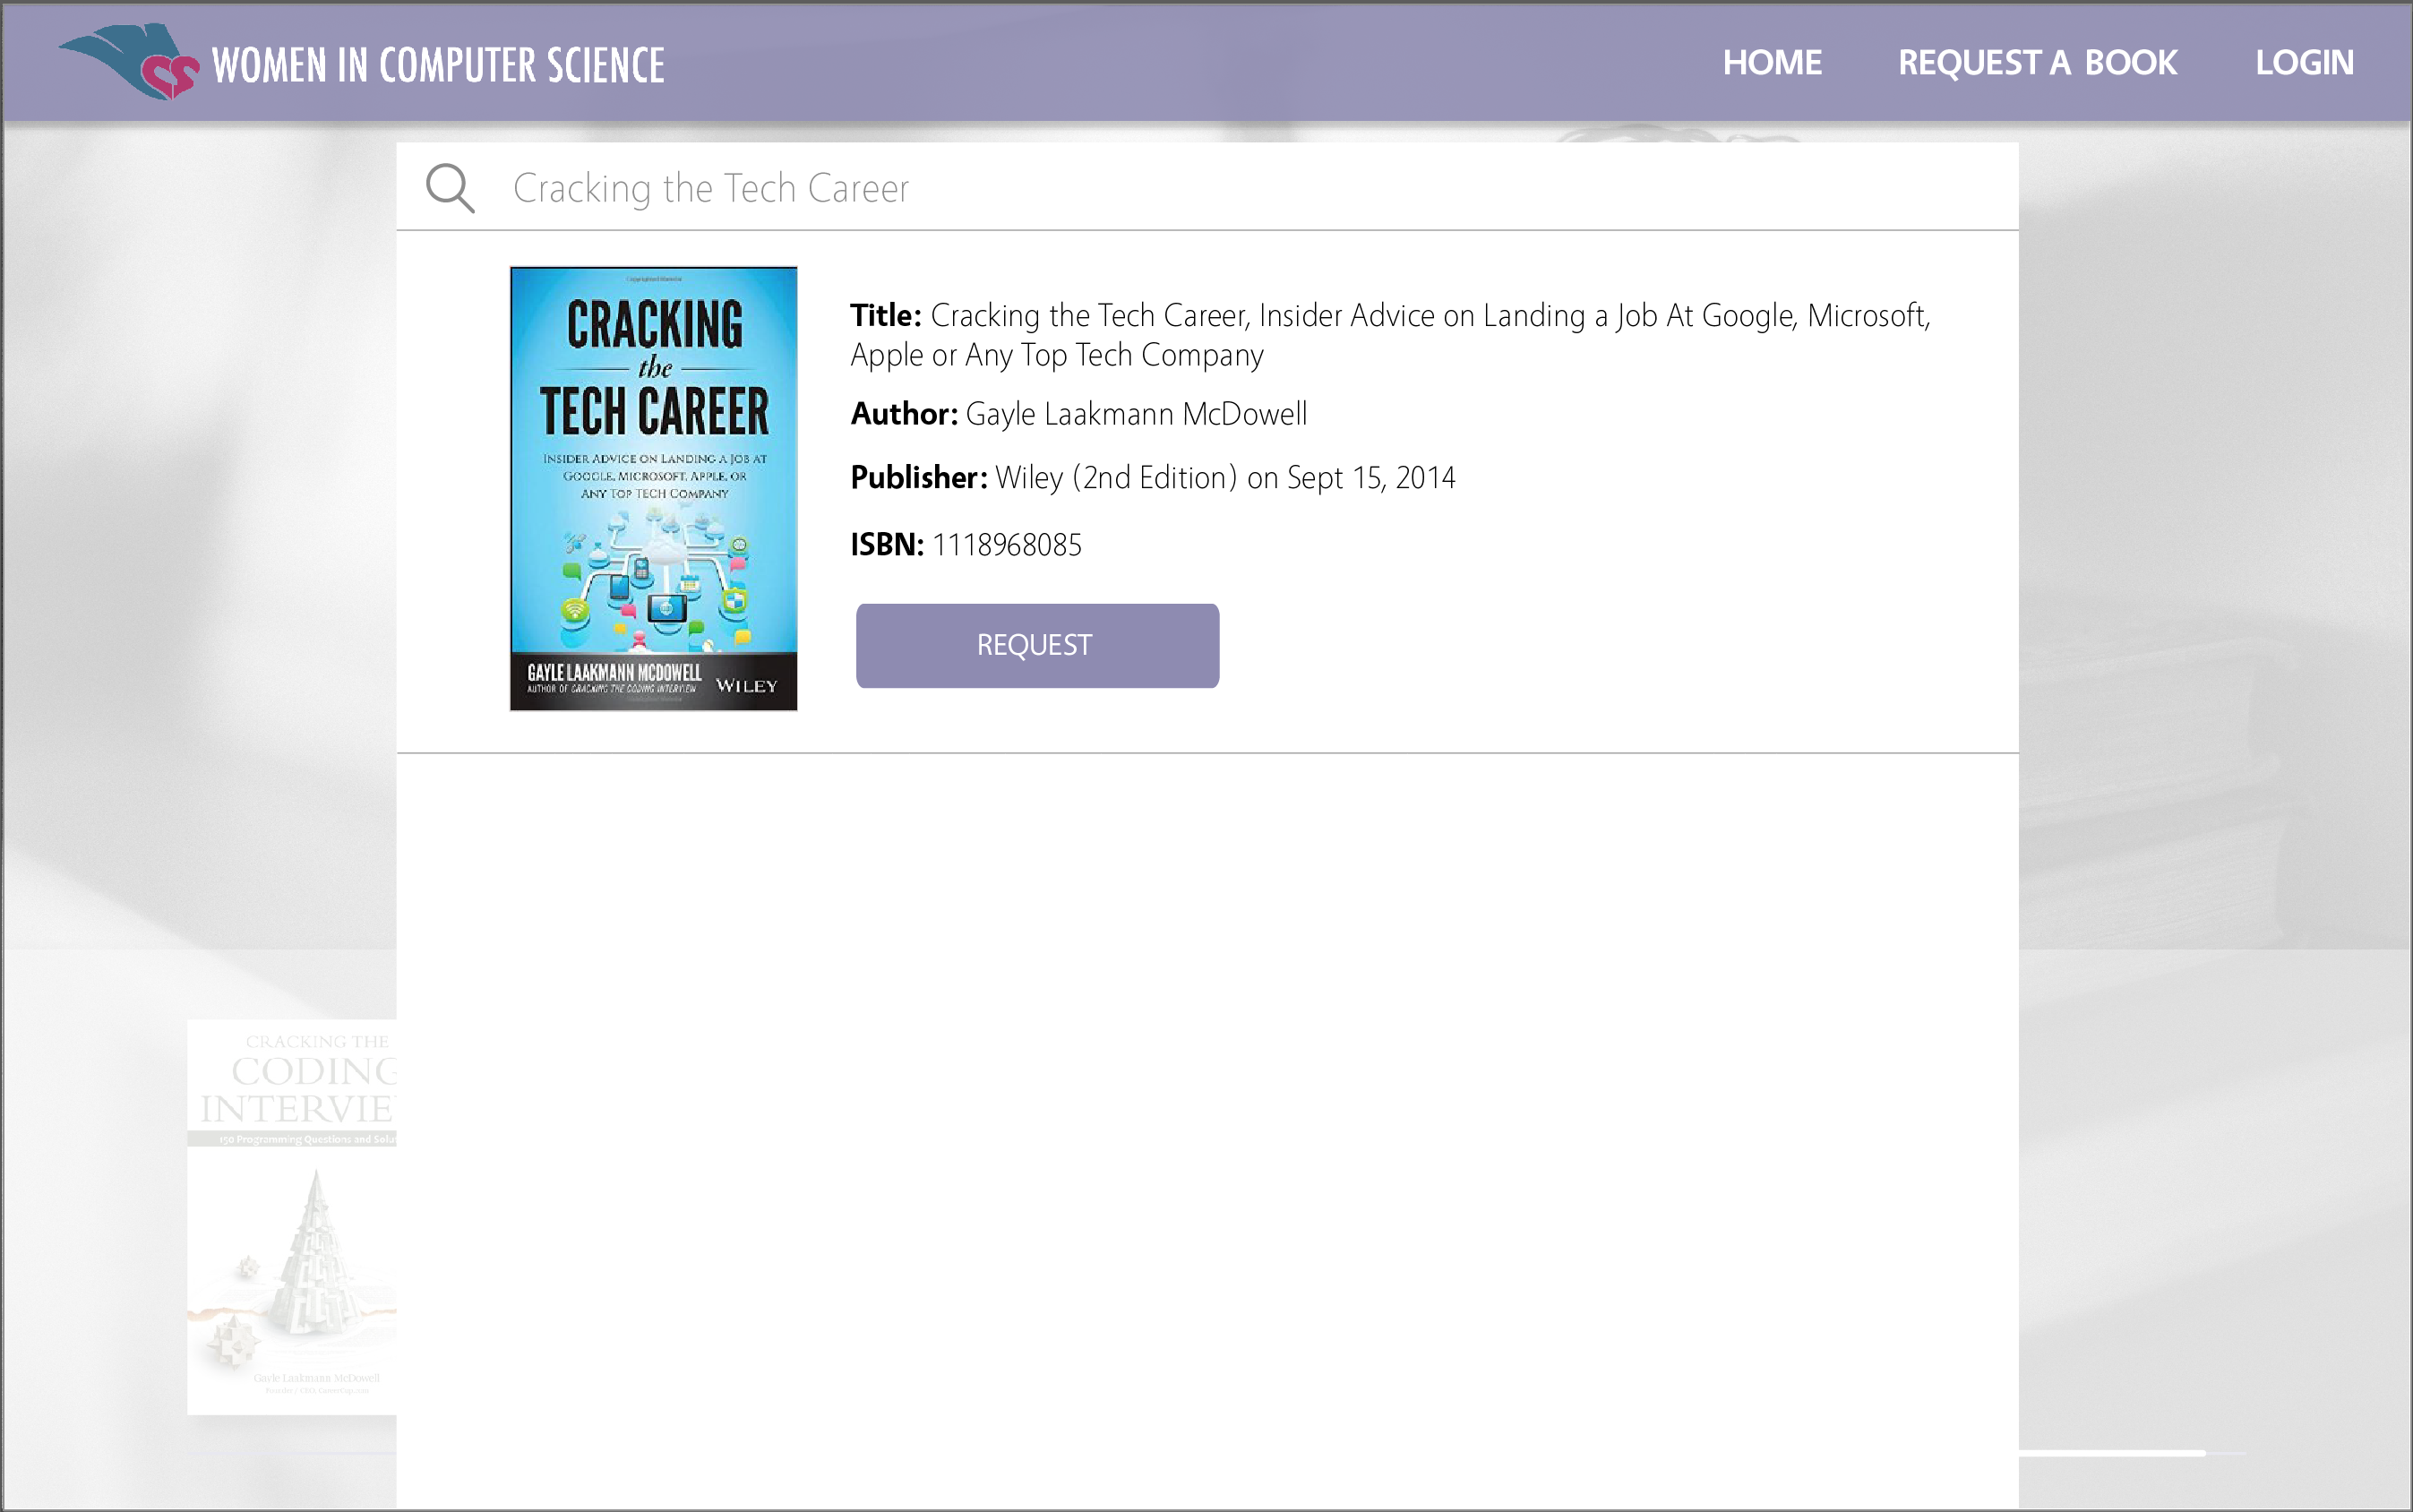 WOMEN IN COMPUTER SCIENCE
HOME REQUEST A BOOK LOGIN
Cracking the Tech Career
CRACKING
the
TECH CAREER
INSIDER ADVICE ON LANDING A JOB AT
GOOGLE, MICROSOFT, APPLE, OR
ANY TOP TECH COMPANY
GAYLE LAAKMANN MCDOWELL
AUTHOR OF CRACKING THE CODING INTERVIEW
WILEY
Title: Cracking the Tech Career, Insider Advice on Landing a Job At Google, Microsoft,
Apple or Any Top Tech Company
Author: Gayle Laakmann McDowell
Publisher: Wiley (2nd Edition) on Sept 15, 2014
ISBN: 1118968085
REQUEST
CRACKING THE
CODING
INTERVIE
150 Programming Questions and Solu
Gayle Laakmann McDowell